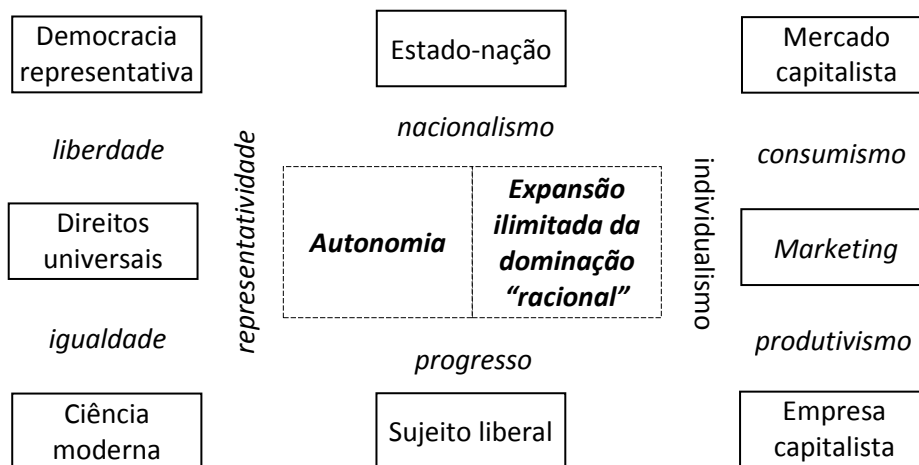 Democracia
representativa
Estado-nação
Mercado
capitalista
liberdade
nacionalismo
consumismo
representatividade
individualismo
Direitos
universais
Autonomia
Expansão
ilimitada da
dominação
“racional”
Marketing
igualdade
progresso
produtivismo
Ciência
moderna
Sujeito liberal
Empresa
capitalista